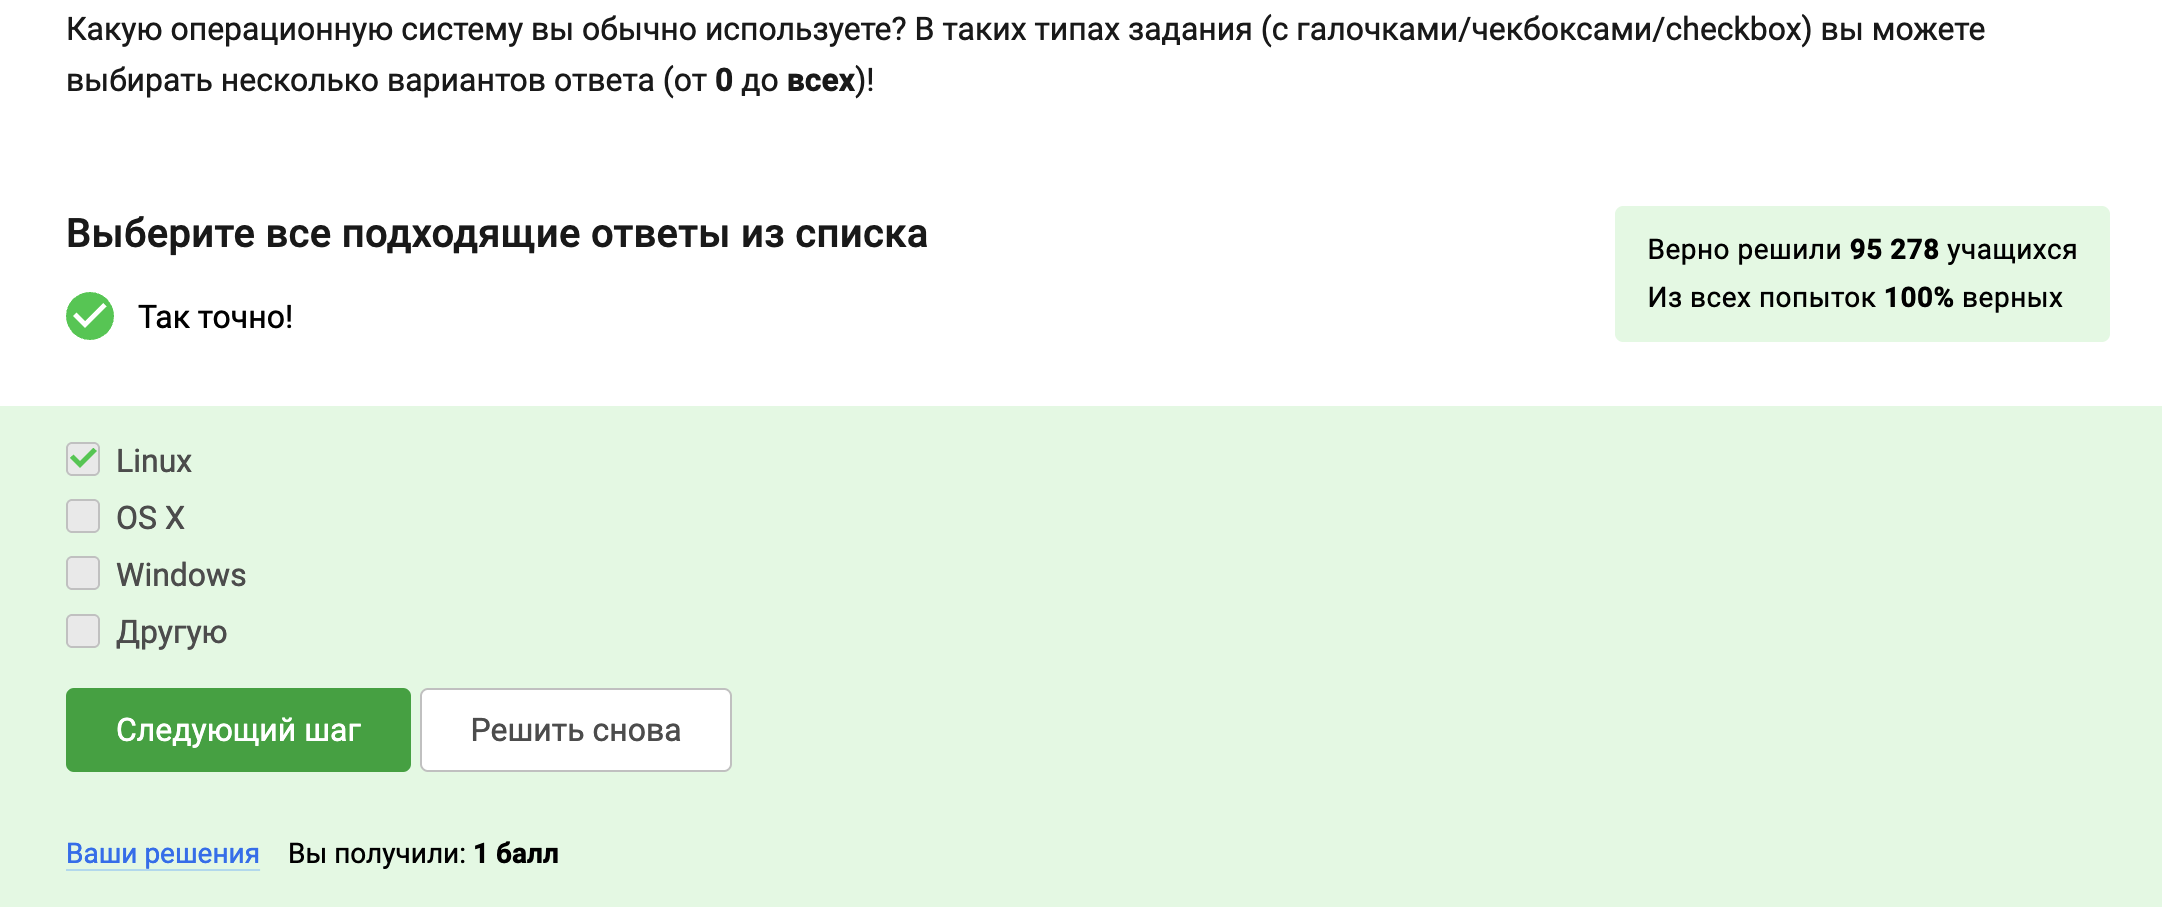 Какую операционную систему вы обычно используете? В таких типах задания (с галочками/чекбоксами/checkbox) вы можете
выбирать несколько вариантов ответа (от 0 до всех)!
Выберите все подходящие ответы из списка
Верно решили 95 278 учащихся
Из всех попыток 100% верных
Так точно!
Linux
OS X
Windows
Другую
Следующий шаг
Решить снова
Ваши решения
Вы получили: 1 балл